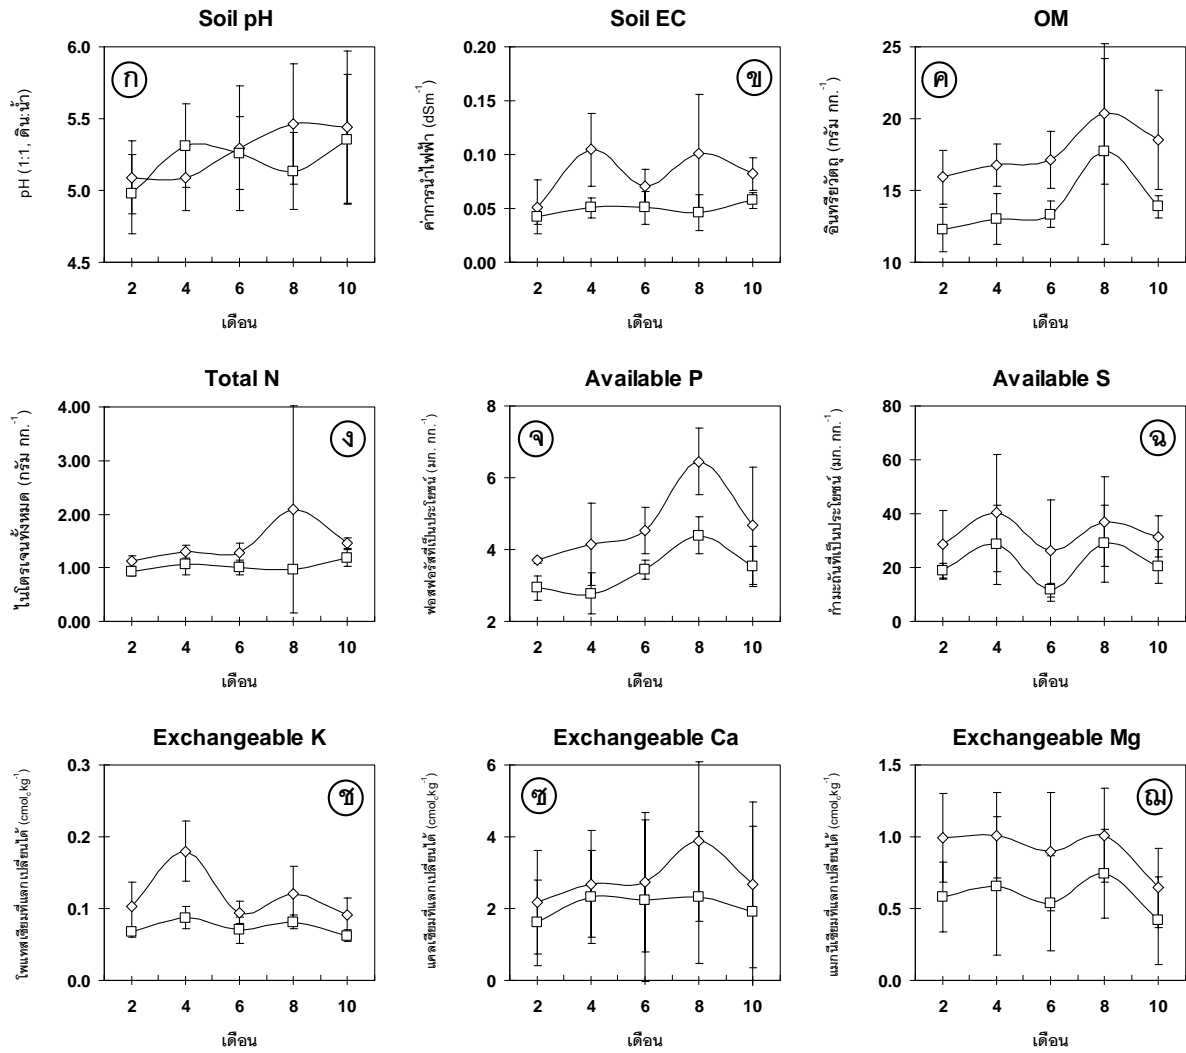 Soil pH
6.0
5.5
5.0
4.5
pH (1:1, ดิน:น้ำ)
ก
2 4 6 8 10
เดือน
Soil EC
0.20
0.15
0.10
0.05
0.00
ค่าการนำไฟฟ้า (dSm⁻¹)
ข
2 4 6 8 10
เดือน
OM
25
20
15
10
อินทรียวัตถุ (กรัม กก.⁻¹)
ค
2 4 6 8 10
เดือน
Total N
4.00
3.00
2.00
1.00
0.00
ไนโตรเจนทั้งหมด (กรัม กก.⁻¹)
ง
2 4 6 8 10
เดือน
Available P
8
6
4
2
ฟอสฟอรัสที่เป็นประโยชน์ (มก. กก.⁻¹)
จ
2 4 6 8 10
เดือน
Available S
80
60
40
20
0
กำมะถันที่เป็นประโยชน์ (มก. กก.⁻¹)
ฉ
2 4 6 8 10
เดือน
Exchangeable K
0.3
0.2
0.1
0.0
โพแทสเซียมที่แลกเปลี่ยนได้ (cmolckg⁻¹)
ช
2 4 6 8 10
เดือน
Exchangeable Ca
6
4
2
0
แคลเซียมที่แลกเปลี่ยนได้ (cmolckg⁻¹)
ซ
2 4 6 8 10
เดือน
Exchangeable Mg
1.5
1.0
0.5
0.0
แมกนีเซียมที่แลกเปลี่ยนได้ (cmolckg⁻¹)
ฌ
2 4 6 8 10
เดือน